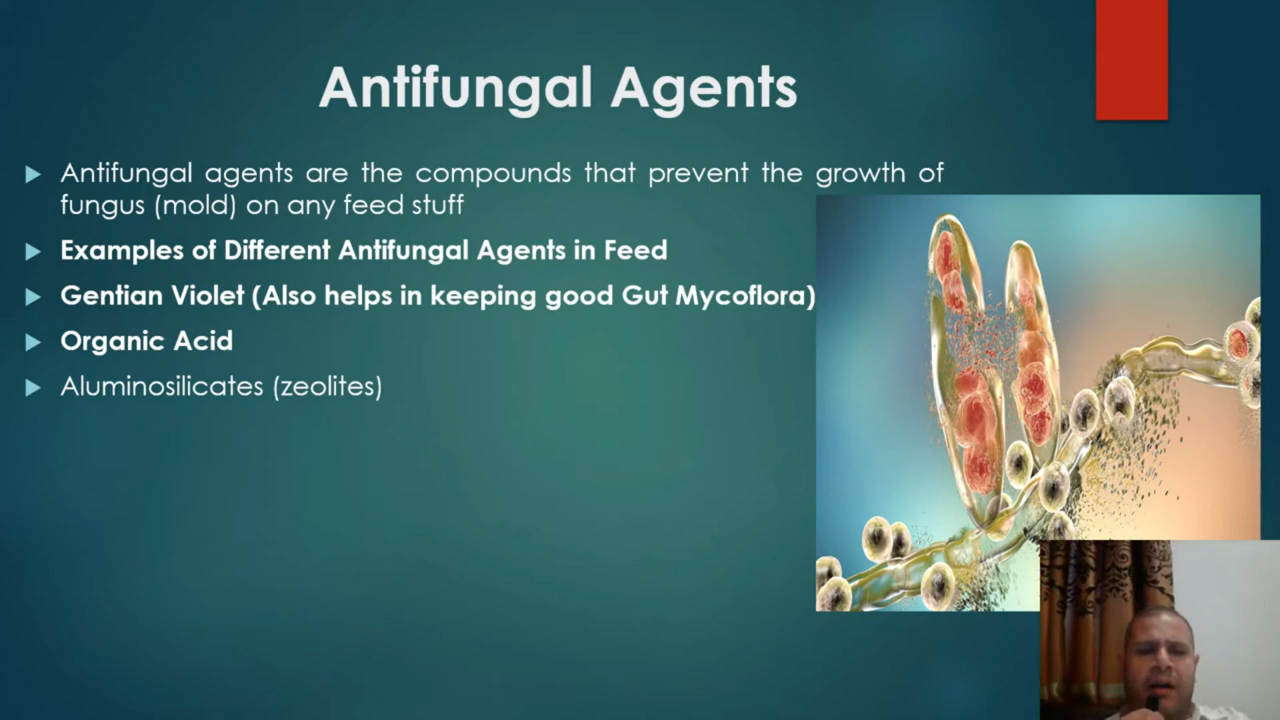 Antifungal Agents
Antifungal agents are the compounds that prevent the growth of
fungus (mold) on any feed stuff
Examples of Different Antifungal Agents in Feed
Gentian Violet (Also helps in keeping good Gut Mycoflora)
Organic Acid
Aluminosilicates (zeolites)